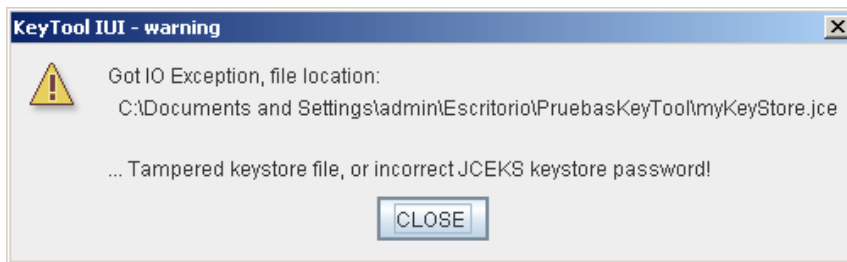 KeyTool IUI - warning
Got IO Exception, file location:
C:\Documents and Settings\admin\Escritorio\PruebasKeyTool\myKeyStore.jce
... Tampered keystore file, or incorrect JCEKS keystore password!
CLOSE